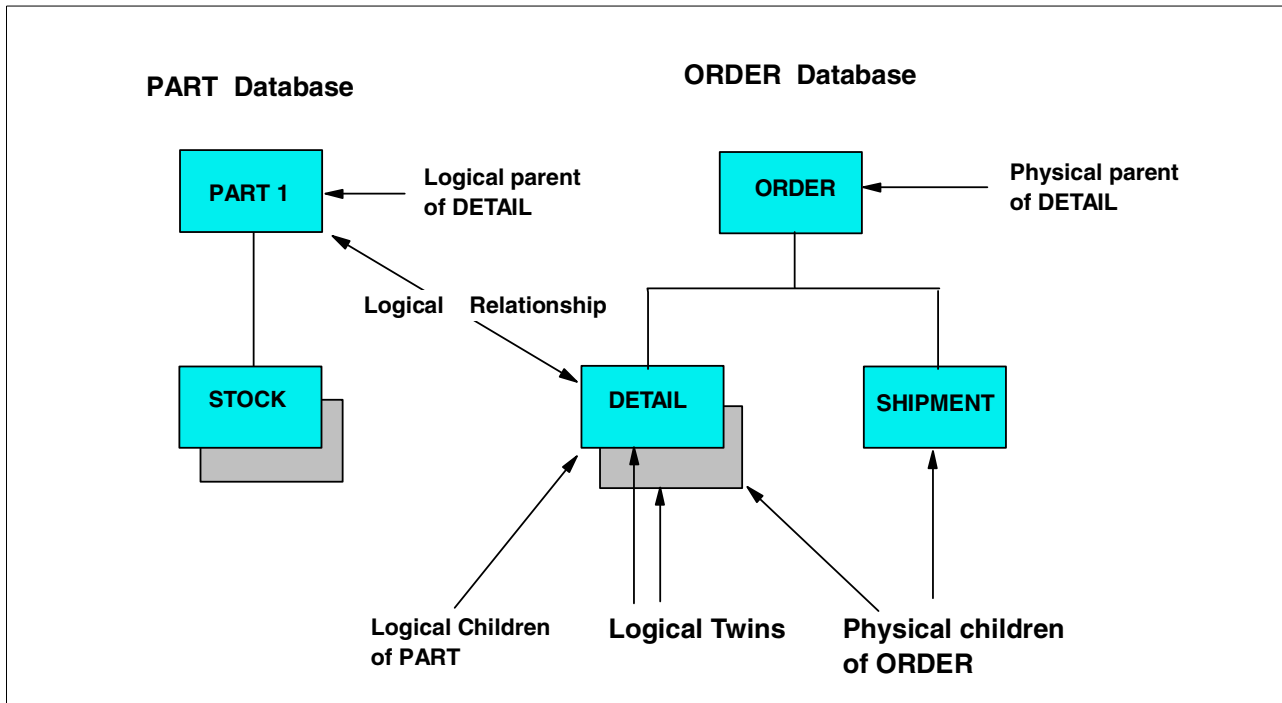 PART Database
ORDER Database
PART 1
Logical parent
of DETAIL
ORDER
Physical parent
of DETAIL
Logical Relationship
STOCK
DETAIL
SHIPMENT
Logical Children
of PART
Logical Twins
Physical children
of ORDER